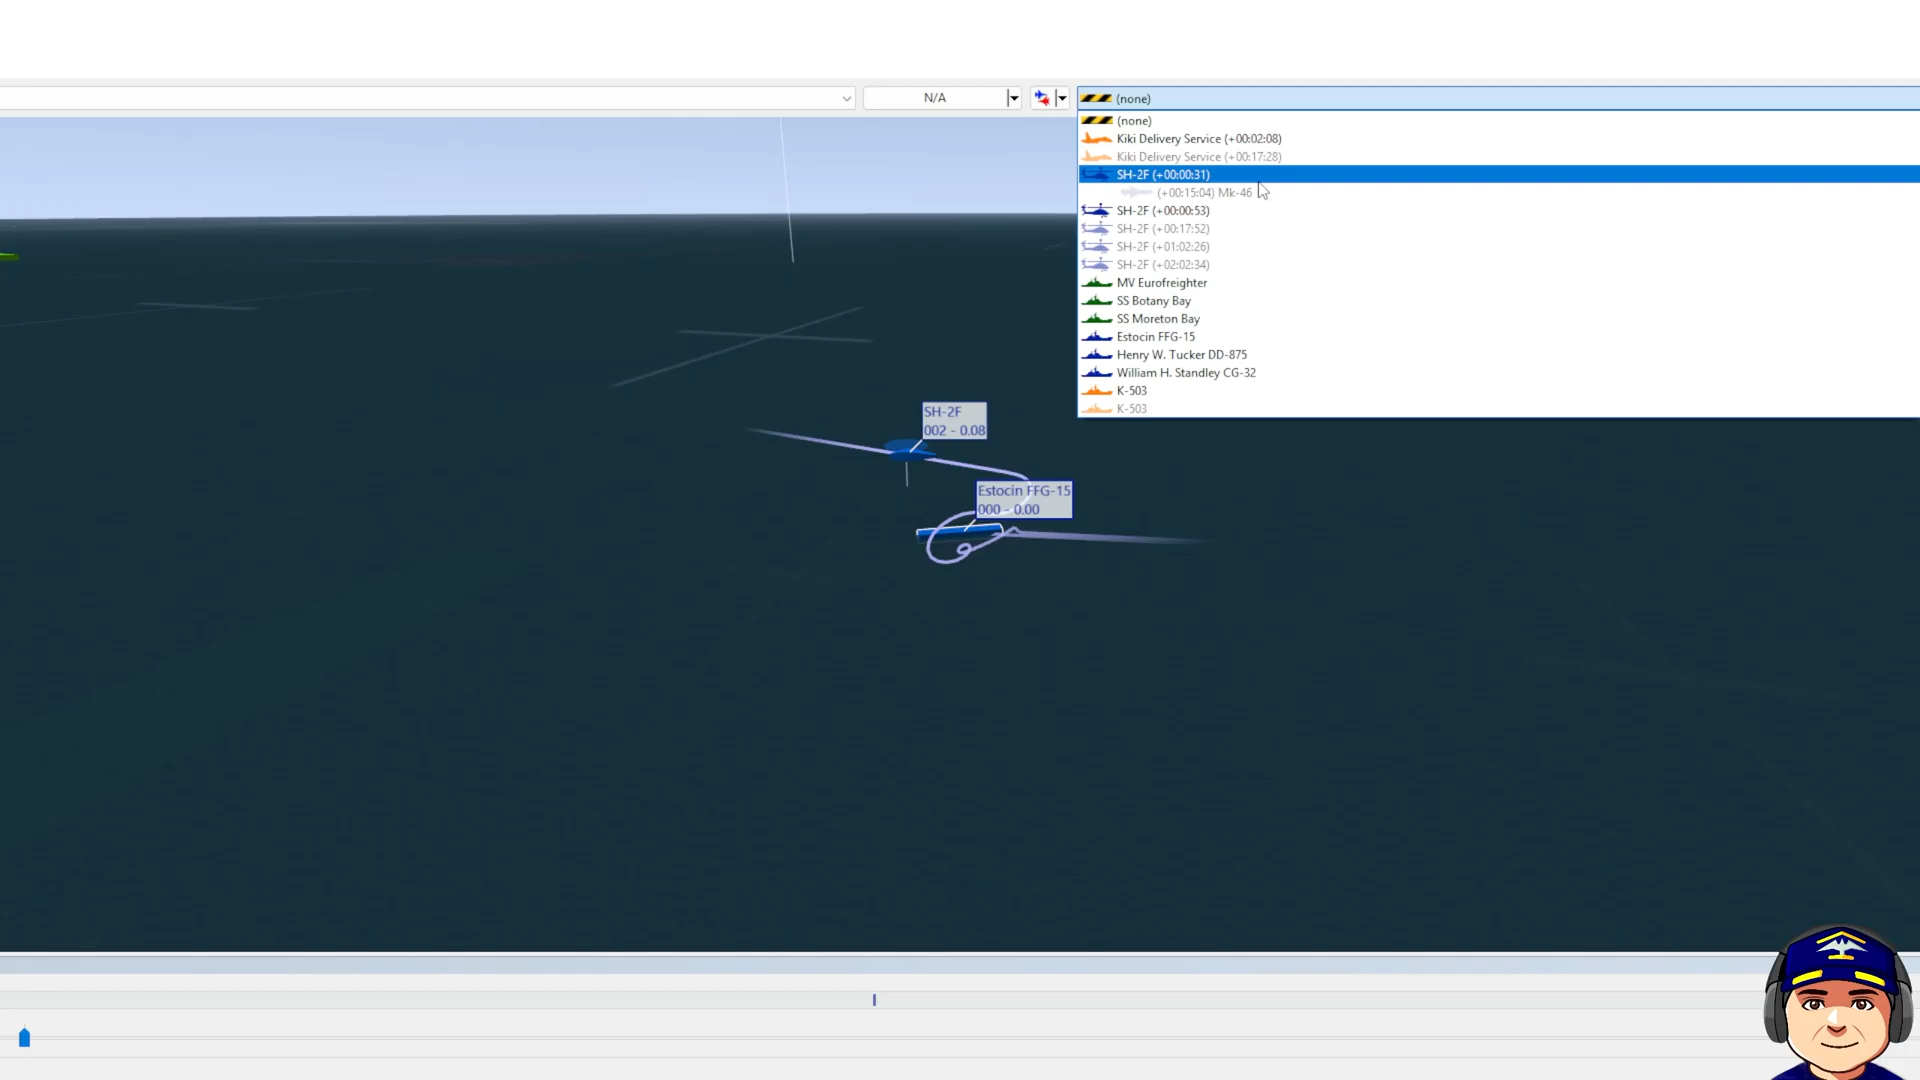 N/A
(none)
(none)
Kiki Delivery Service (+00:02:08)
Kiki Delivery Service (+00:17:28)
SH-2F (+00:00:31)
(+00:15:04) Mk-46
SH-2F (+00:00:53)
SH-2F (+00:17:52)
SH-2F (+01:02:26)
SH-2F (+02:02:34)
MV Eurofreighter
SS Botany Bay
SS Moreton Bay
Estocin FFG-15
Henry W. Tucker DD-875
William H. Standley CG-32
K-503
K-503
SH-2F
002 - 0.08
Estocin FFG-15
000 - 0.00